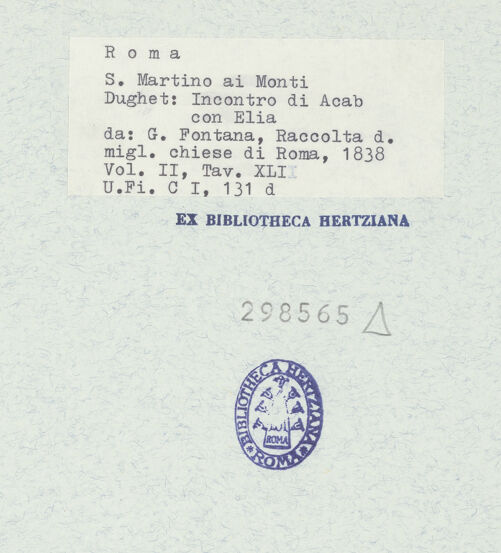 R o m a
S. Martino ai Monti
Dughet: Incontro di Acab
con Elia
da: G. Fontana, Raccolta d.
migl. chiese di Roma, 1838
Vol. II, Tav. XLII
U.Fi. C I, 131 d
EX BIBLIOTHECA HERTZIANA
298565 △
BIBLIOTHECA HERTZIANA
ROMA
* ROMA *